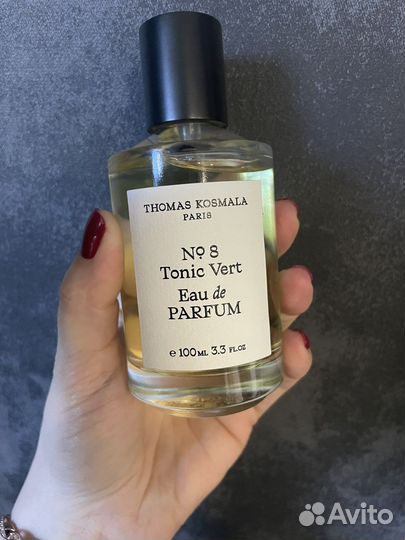 THOMAS KOSMALA
PARIS
Nº 8
Tonic Vert
Eau de
PARFUM
e 100ML 3.3 FL.OZ
Avito